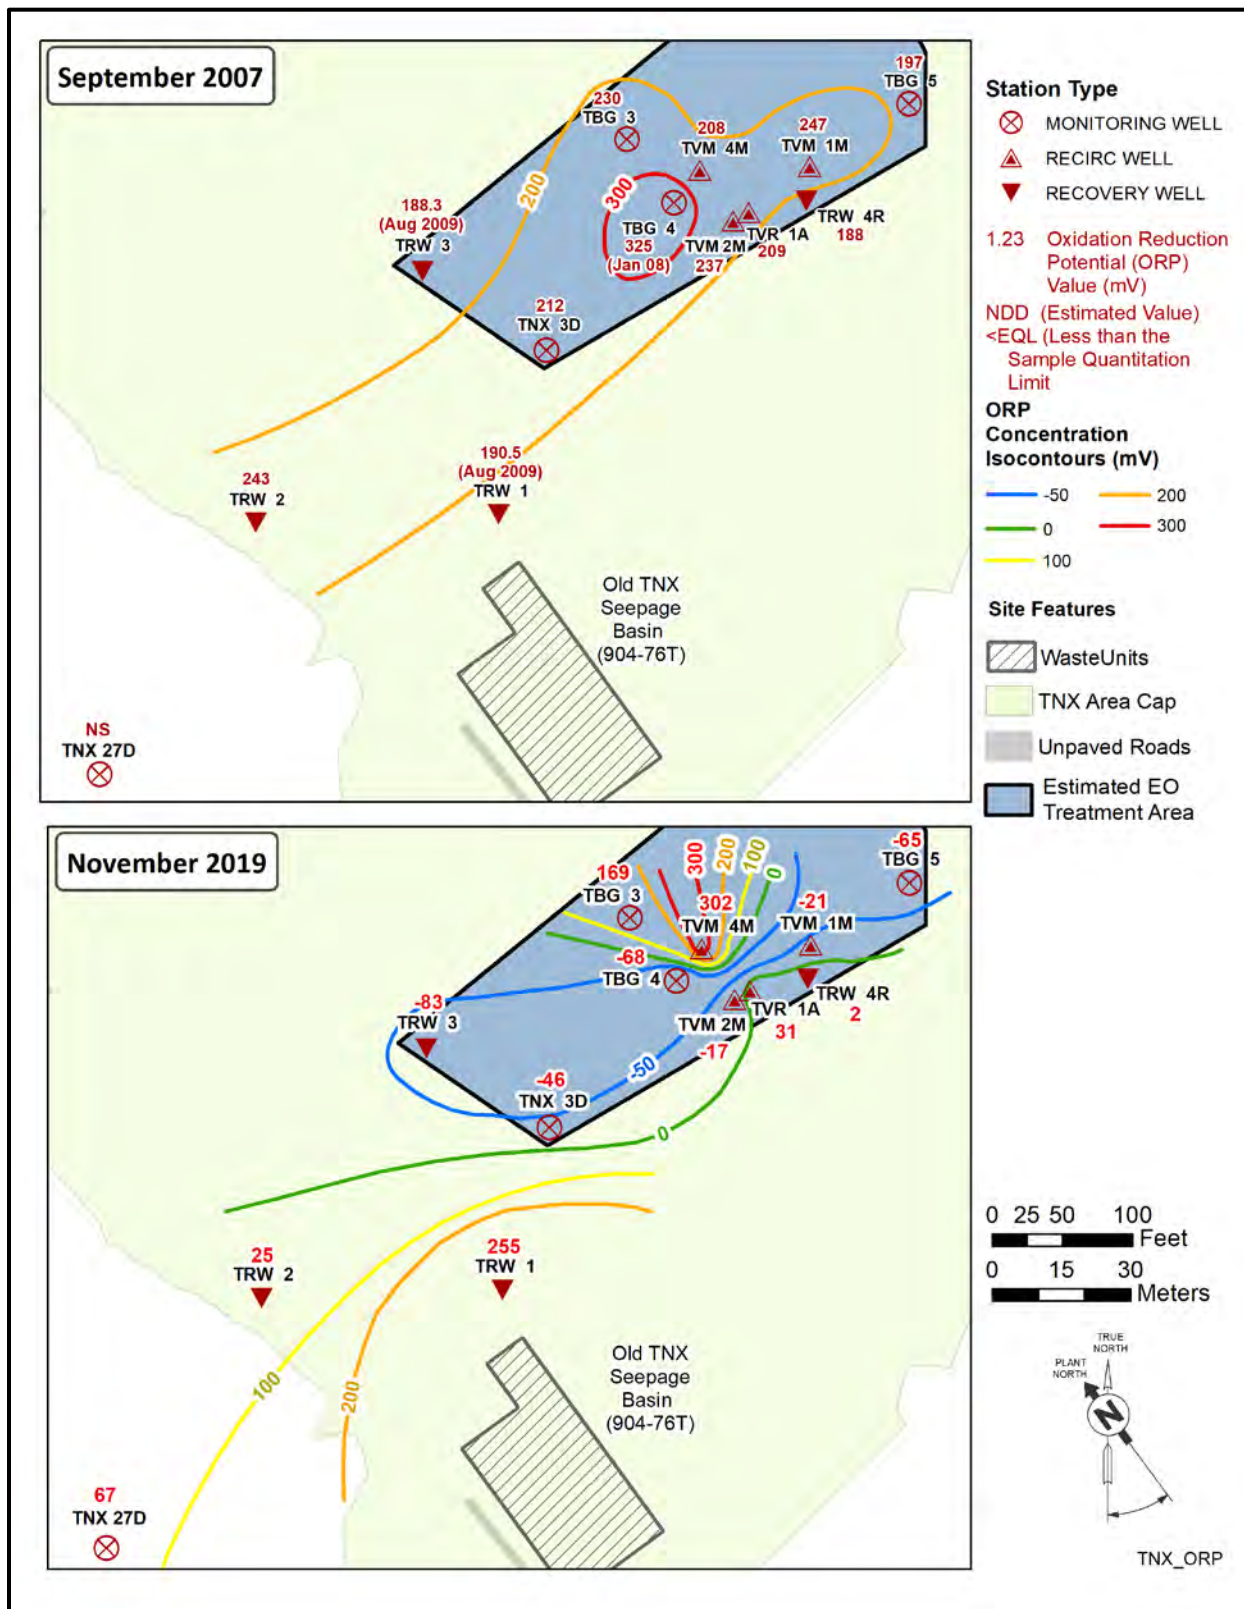 September 2007
197
TBG 5
230
TBG 3
208
TVM 4M
247
TVM 1M
200
300
188.3
(Aug 2009)
TRW 3
TBG 4
325
(Jan 08)
TVM 2M
237
TVR 1A
209
TRW 4R
188
212
TNX 3D
190.5
(Aug 2009)
TRW 1
243
TRW 2
Old TNX
Seepage
Basin
(904-76T)
NS
TNX 27D
Station Type
MONITORING WELL
RECIRC WELL
RECOVERY WELL
1.23 Oxidation Reduction
Potential (ORP)
Value (mV)
NDD (Estimated Value)
<EQL (Less than the
Sample Quantitation
Limit
ORP
Concentration
Isocontours (mV)
-50 200
0 300
100
Site Features
WasteUnits
TNX Area Cap
Unpaved Roads
Estimated EO
Treatment Area
November 2019
-65
TBG 5
169
TBG 3
300
200
100
0
302
TVM 4M
-21
TVM 1M
-68
TBG 4
-83
TRW 3
TVM 2M
-17
TVR 1A
31
TRW 4R
2
-50
-46
TNX 3D
0
25
TRW 2
255
TRW 1
100
200
Old TNX
Seepage
Basin
(904-76T)
67
TNX 27D
0 25 50 100
Feet
0 15 30
Meters
TRUE
NORTH
PLANT
NORTH
N
TNX_ORP